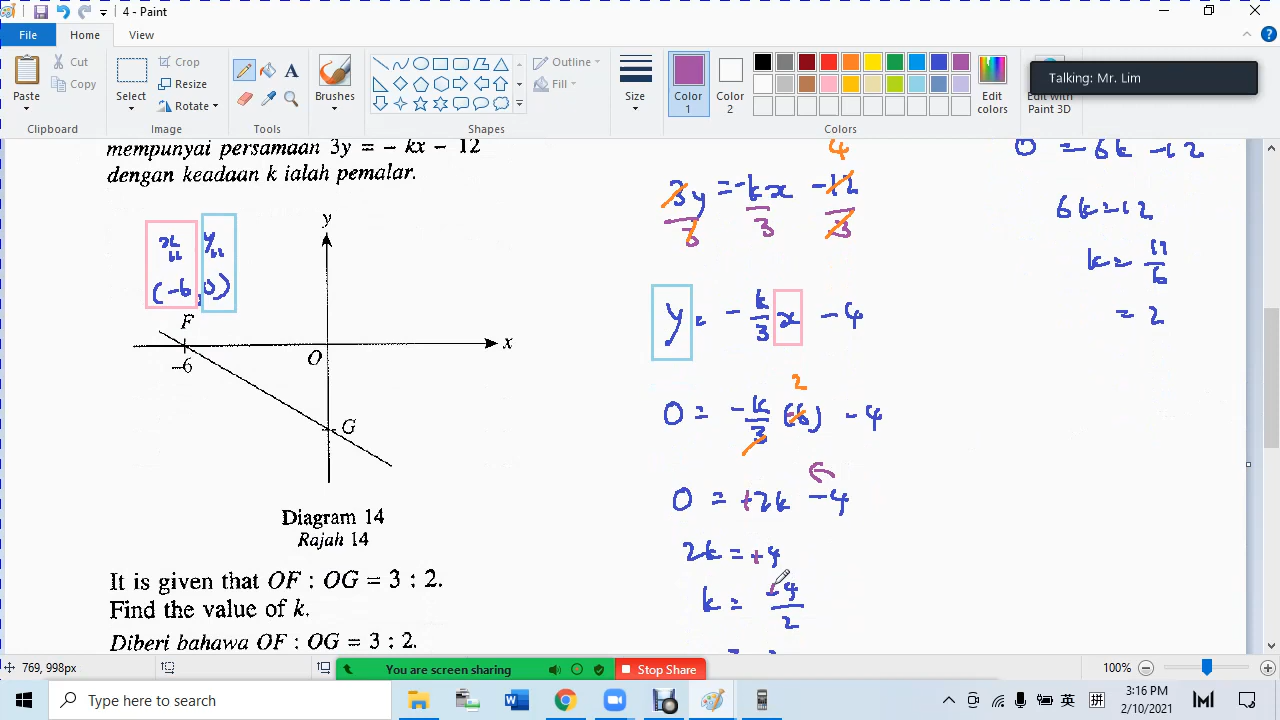 4 - Paint
File Home View
Paste
Cut
Copy
Clipboard
Select
Crop
Resize
Rotate
Image
Tools
Brushes
Shapes
Outline
Fill
Size
Color 1
Color 2
Colors
Edit colors
Edit with Paint 3D
Talking: Mr. Lim
mempunyai persamaan 3y = – kx – 12
dengan keadaan k ialah pemalar.
y
x y
(-6, 0)
F
O
x
–6
G
Diagram 14
Rajah 14
It is given that OF : OG = 3 : 2.
Find the value of k.
Diberi bahawa OF : OG = 3 : 2.
4
3y/3 = -kx/3 -12/3
y = - k/3 x - 4
2
0 = - k/3 (-6) - 4
0 = +2k - 4
2k = +4
0 = 6k - 12
6k = 12
= 2
769, 998px
You are screen sharing
Stop Share
100%
Type here to search
英
拼
3:16 PM
2/10/2021